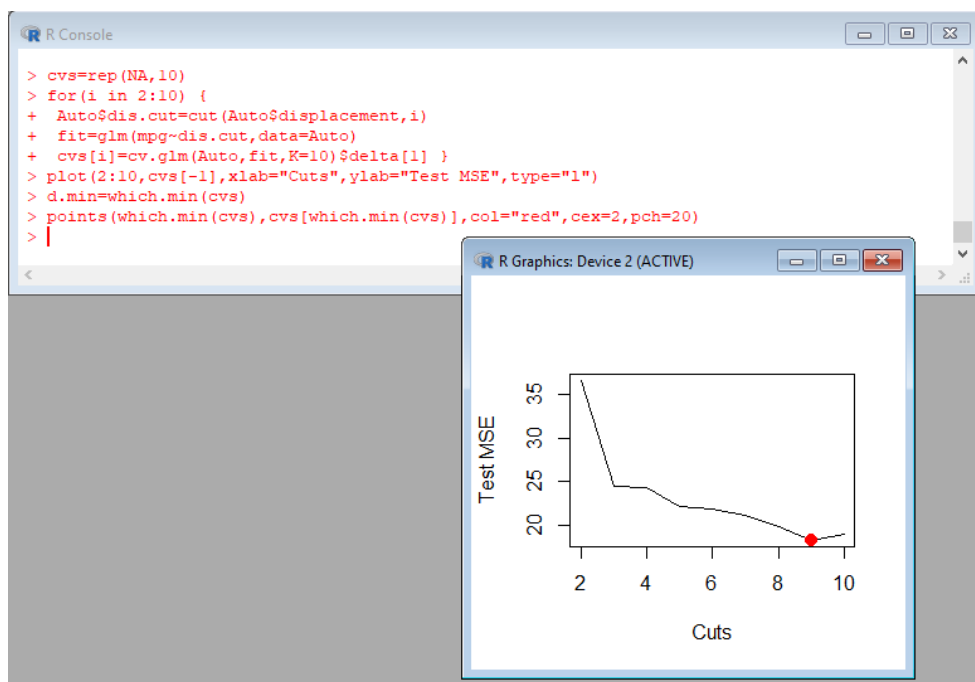 R Console
> cvs=rep(NA,10)
> for(i in 2:10) {
+  Auto$dis.cut=cut(Auto$displacement,i)
+  fit=glm(mpg~dis.cut,data=Auto)
+  cvs[i]=cv.glm(Auto,fit,K=10)$delta[1] }
> plot(2:10,cvs[-1],xlab="Cuts",ylab="Test MSE",type="l")
> d.min=which.min(cvs)
> points(which.min(cvs),cvs[which.min(cvs)],col="red",cex=2,pch=20)
>
R Graphics: Device 2 (ACTIVE)
Test MSE
35
30
25
20
2 4 6 8 10
Cuts